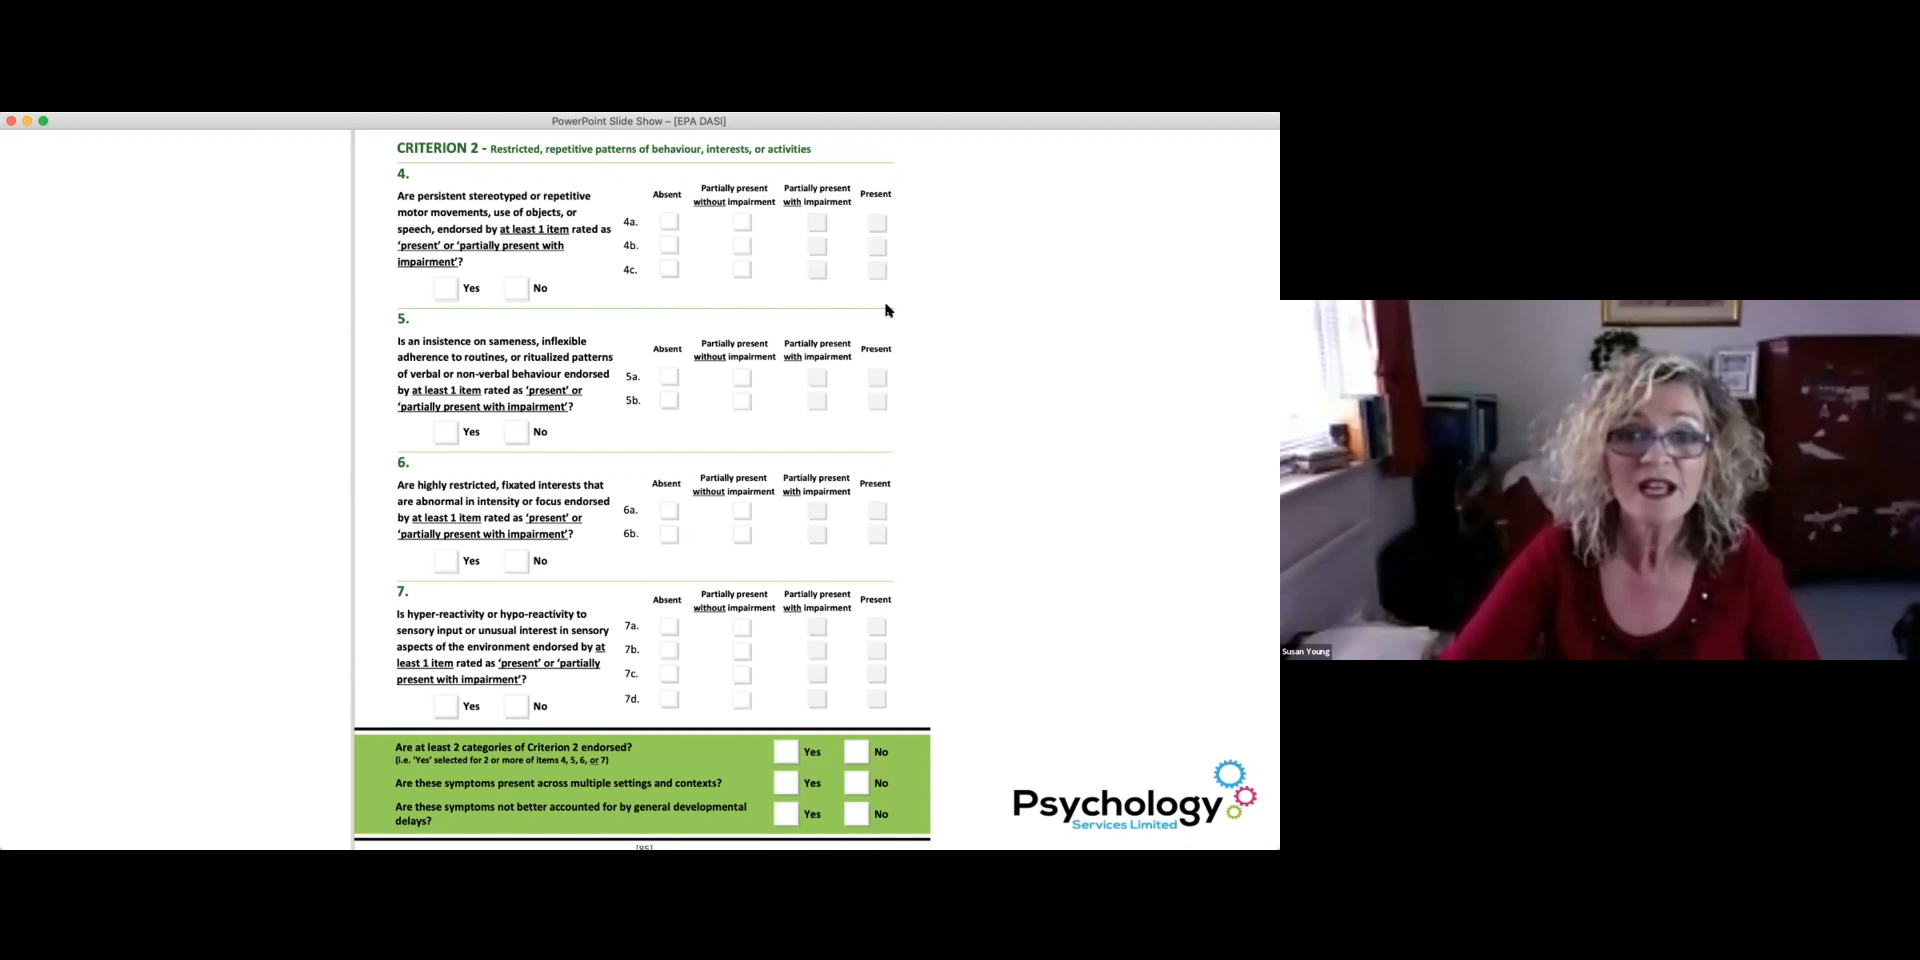 PowerPoint Slide Show – [EPA DASI]
CRITERION 2 - Restricted, repetitive patterns of behaviour, interests, or activities
4.
Are persistent stereotyped or repetitive
motor movements, use of objects, or
speech, endorsed by at least 1 item rated as
‘present’ or ‘partially present with
impairment’?
Yes No
Absent Partially present without impairment Partially present with impairment Present
4a.
4b.
4c.
5.
Is an insistence on sameness, inflexible
adherence to routines, or ritualized patterns
of verbal or non-verbal behaviour endorsed
by at least 1 item rated as ‘present’ or
‘partially present with impairment’?
Yes No
Absent Partially present without impairment Partially present with impairment Present
5a.
5b.
6.
Are highly restricted, fixated interests that
are abnormal in intensity or focus endorsed
by at least 1 item rated as ‘present’ or
‘partially present with impairment’?
Yes No
Absent Partially present without impairment Partially present with impairment Present
6a.
6b.
7.
Is hyper-reactivity or hypo-reactivity to
sensory input or unusual interest in sensory
aspects of the environment endorsed by at
least 1 item rated as ‘present’ or ‘partially
present with impairment’?
Yes No
Absent Partially present without impairment Partially present with impairment Present
7a.
7b.
7c.
7d.
Are at least 2 categories of Criterion 2 endorsed? Yes No
(i.e. ‘Yes’ selected for 2 or more of items 4, 5, 6, or 7)
Are these symptoms present across multiple settings and contexts? Yes No
Are these symptoms not better accounted for by general developmental
delays? Yes No
[85]
Psychology
Services Limited
Susan Young